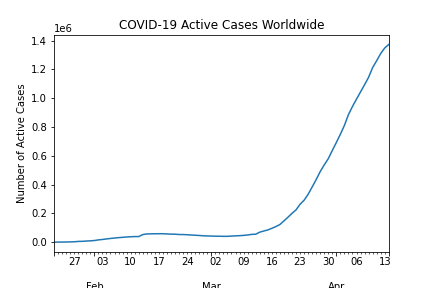 COVID-19 Active Cases Worldwide
1e6
Number of Active Cases
1.4
1.2
1.0
0.8
0.6
0.4
0.2
0.0
27 03 10 17 24 02 09 16 23 30 06 13
Feb Mar Apr